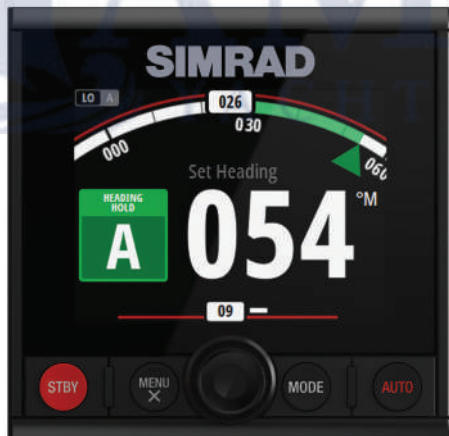 SIMRAD
LO A
026
000
030
060
Set Heading
HEADING
HOLD
A
054
°M
09
STBY
MENU
X
MODE
AUTO